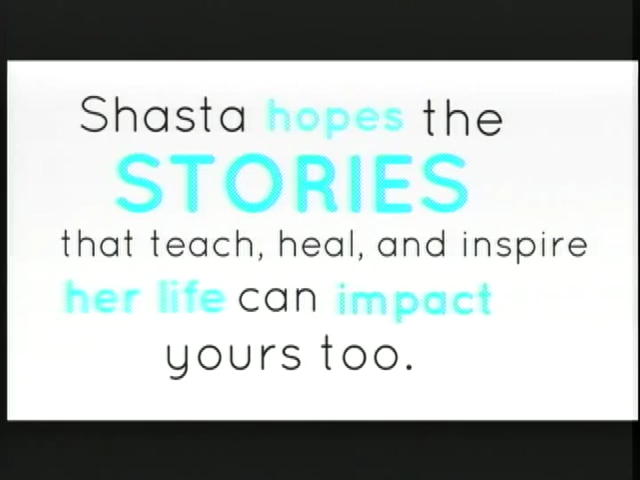 Shasta hopes the
STORIES
that teach, heal, and inspire
her life can impact
yours too.